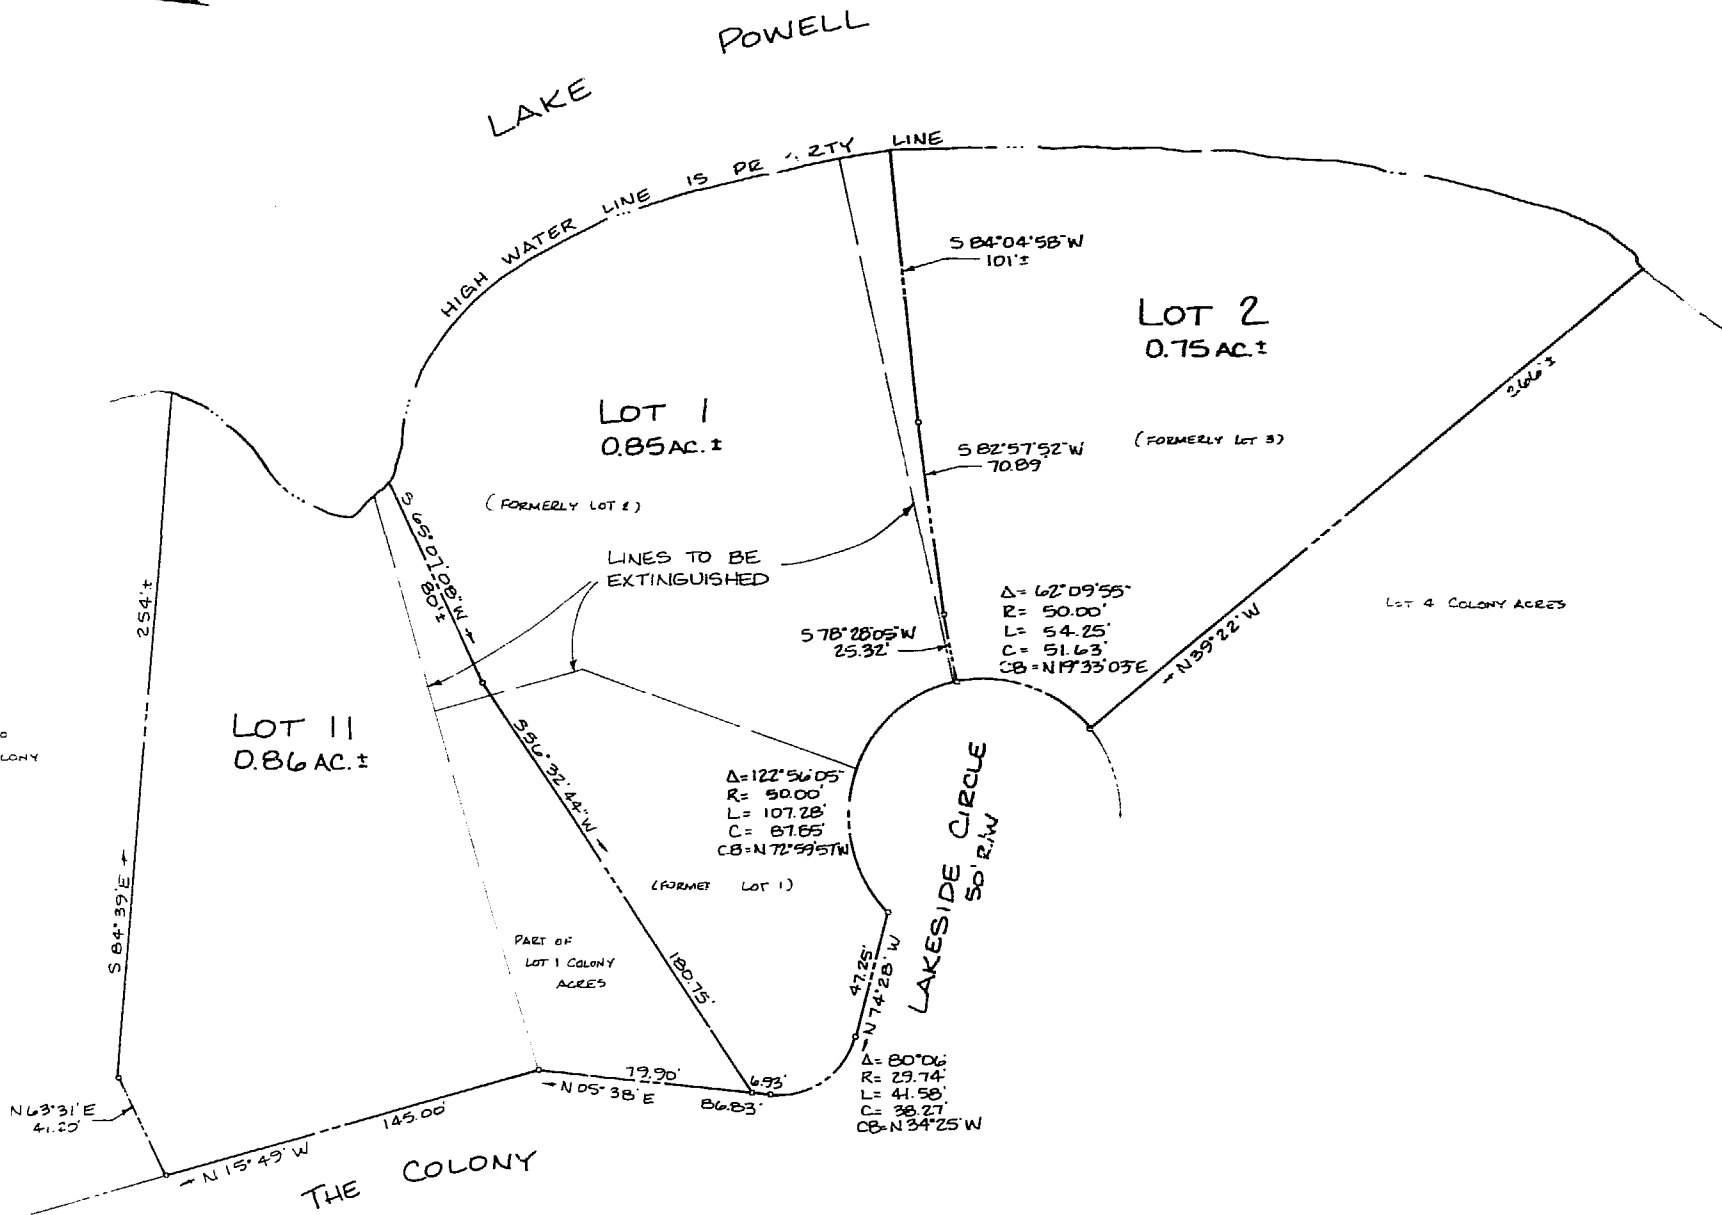 POWELL
LAKE
HIGH WATER LINE IS LINE
S 84°04'58" W
101'±
LOT 2
0.75 AC.±
266'±
LOT 1
0.85 AC.±
S 82°57'52" W
70.89'
(FORMERLY LOT 3)
(FORMERLY LOT 2)
S 65°07'08" W
80'±
LINES TO BE
EXTINGUISHED
254'±
Δ= 62°09'55"
R= 50.00'
L= 54.25'
C= 51.63'
CB=N19°33'03"E
S 78°28'05" W
25.32'
N 39°22' W
LOT 4 COLONY ACRES
LOT 11
0.86 AC.±
LONY
S 56°32'44" W
180.75'
Δ=122°56'05"
R= 50.00'
L= 107.28'
C= 87.85'
CB=N 72°59'57"W
LAKESIDE CIRCLE
50' R/W
LOT 1)
S 84°39' E
PART OF
LOT 1 COLONY
ACRES
47.25'
N 74°28' W
79.90'
6.93'
N 05°38' E
86.83'
Δ= 80°06'
R= 29.74'
L= 41.58'
C= 38.27'
CB=N 34°25' W
N 63°31' E
145.00'
N 15°49' W
THE COLONY